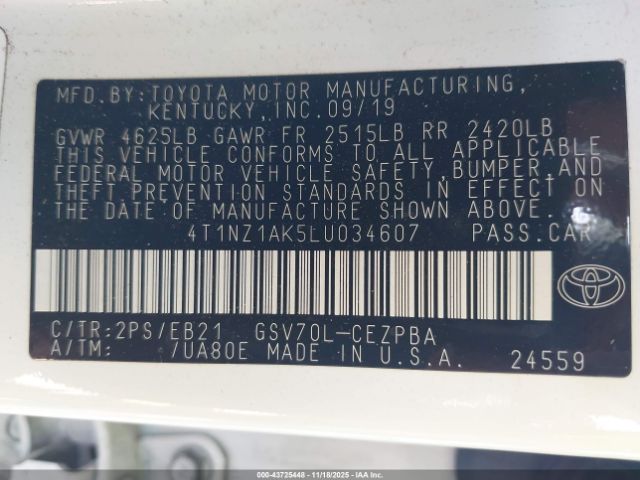 MFD.BY:TOYOTA MOTOR MANUFACTURING,
KENTUCKY,INC.09/19
GVWR 4625LB GAWR FR 2515LB RR 2420LB
THIS VEHICLE CONFORMS TO ALL APPLICABLE
FEDERAL MOTOR VEHICLE SAFETY,BUMPER,AND
THEFT PREVENTION STANDARDS IN EFFECT ON
THE DATE OF MANUFACTURE SHOWN ABOVE.
4T1NZ1AK5LU034607 PASS.CAR
C/TR:2PS/EB21 GSV70L-CEZPBA
A/TM: /UA80E MADE IN U.S.A. 24559
000-43725448 - 11/18/2025 - IAAI.COM